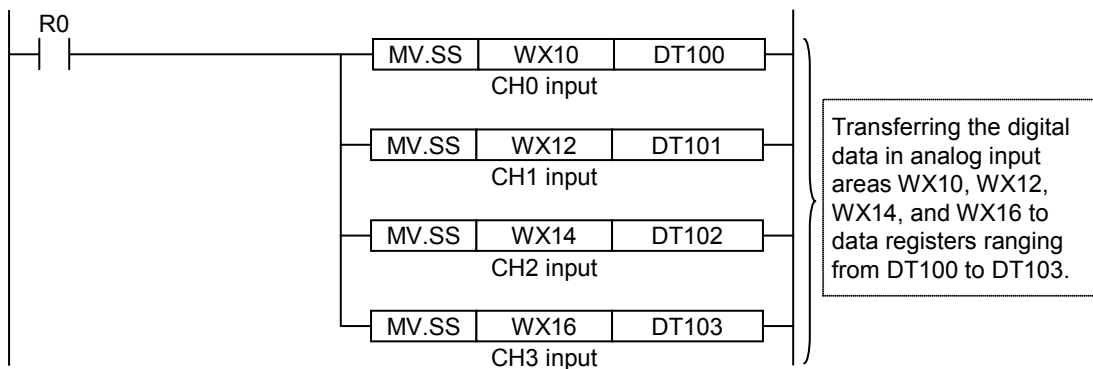 R0
MV.SS WX10 DT100
CH0 input
MV.SS WX12 DT101
CH1 input
MV.SS WX14 DT102
CH2 input
MV.SS WX16 DT103
CH3 input
Transferring the digital
data in analog input
areas WX10, WX12,
WX14, and WX16 to
data registers ranging
from DT100 to DT103.